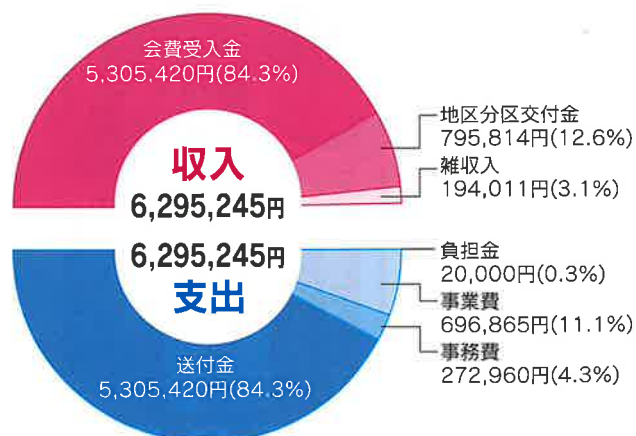 会費受入金
5,305,420円(84.3%)
地区分区交付金
795,814円(12.6%)
雑収入
194,011円(3.1%)
収入
6,295,245円
6,295,245円
支出
負担金
20,000円(0.3%)
事業費
696,865円(11.1%)
事務費
272,960円(4.3%)
送付金
5,305,420円(84.3%)